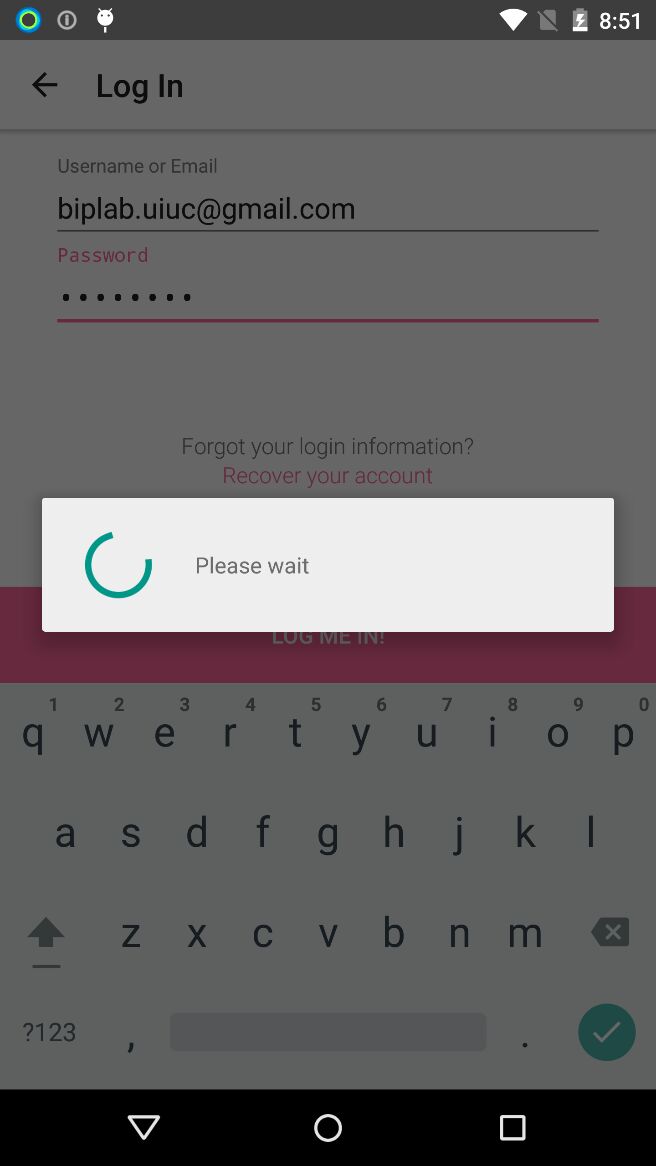 8:51
Log In
Username or Email
biplab.uiuc@gmail.com
Password
••••••••
Forgot your login information?
Recover your account
Please wait
LOG ME IN!
1 2 3 4 5 6 7 8 9 0
q w e r t y u i o p
a s d f g h j k l
z x c v b n m
?123 , .